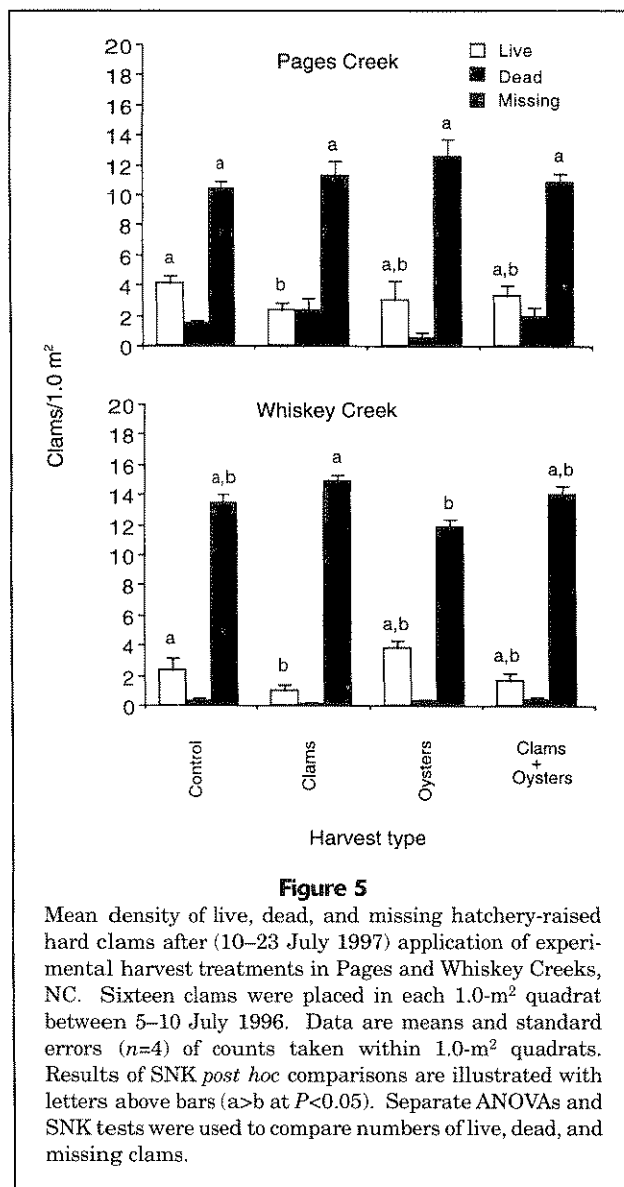 20
18
16
14
12
10
8
6
4
2
0
Pages Creek
Live
Dead
Missing
a
a
b
a
a,b
a
a,b
a
Clams/1.0 m²
20
18
16
14
12
10
8
6
4
2
0
Whiskey Creek
a
a,b
b
a
a,b
b
a,b
a,b
Control
Clams
Oysters
Clams
+
Oysters
Harvest type
Figure 5
Mean density of live, dead, and missing hatchery-raised
hard clams after (10–23 July 1997) application of experi-
mental harvest treatments in Pages and Whiskey Creeks,
NC. Sixteen clams were placed in each 1.0-m² quadrat
between 5–10 July 1996. Data are means and standard
errors (n=4) of counts taken within 1.0-m² quadrats.
Results of SNK post hoc comparisons are illustrated with
letters above bars (a>b at P<0.05). Separate ANOVAs and
SNK tests were used to compare numbers of live, dead, and
missing clams.